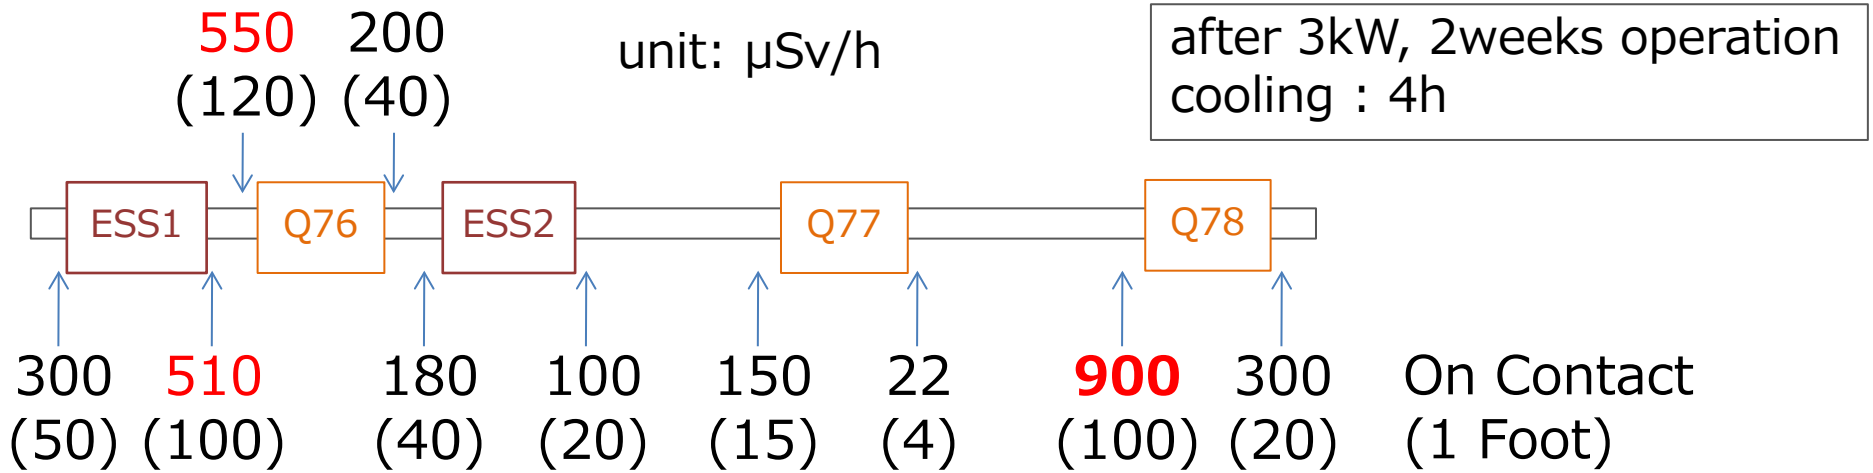 550 200
(120) (40)
unit: μSv/h
after 3kW, 2weeks operation
cooling : 4h
ESS1 Q76 ESS2 Q77 Q78
300 510 180 100 150 22 900 300 On Contact
(50) (100) (40) (20) (15) (4) (100) (20) (1 Foot)